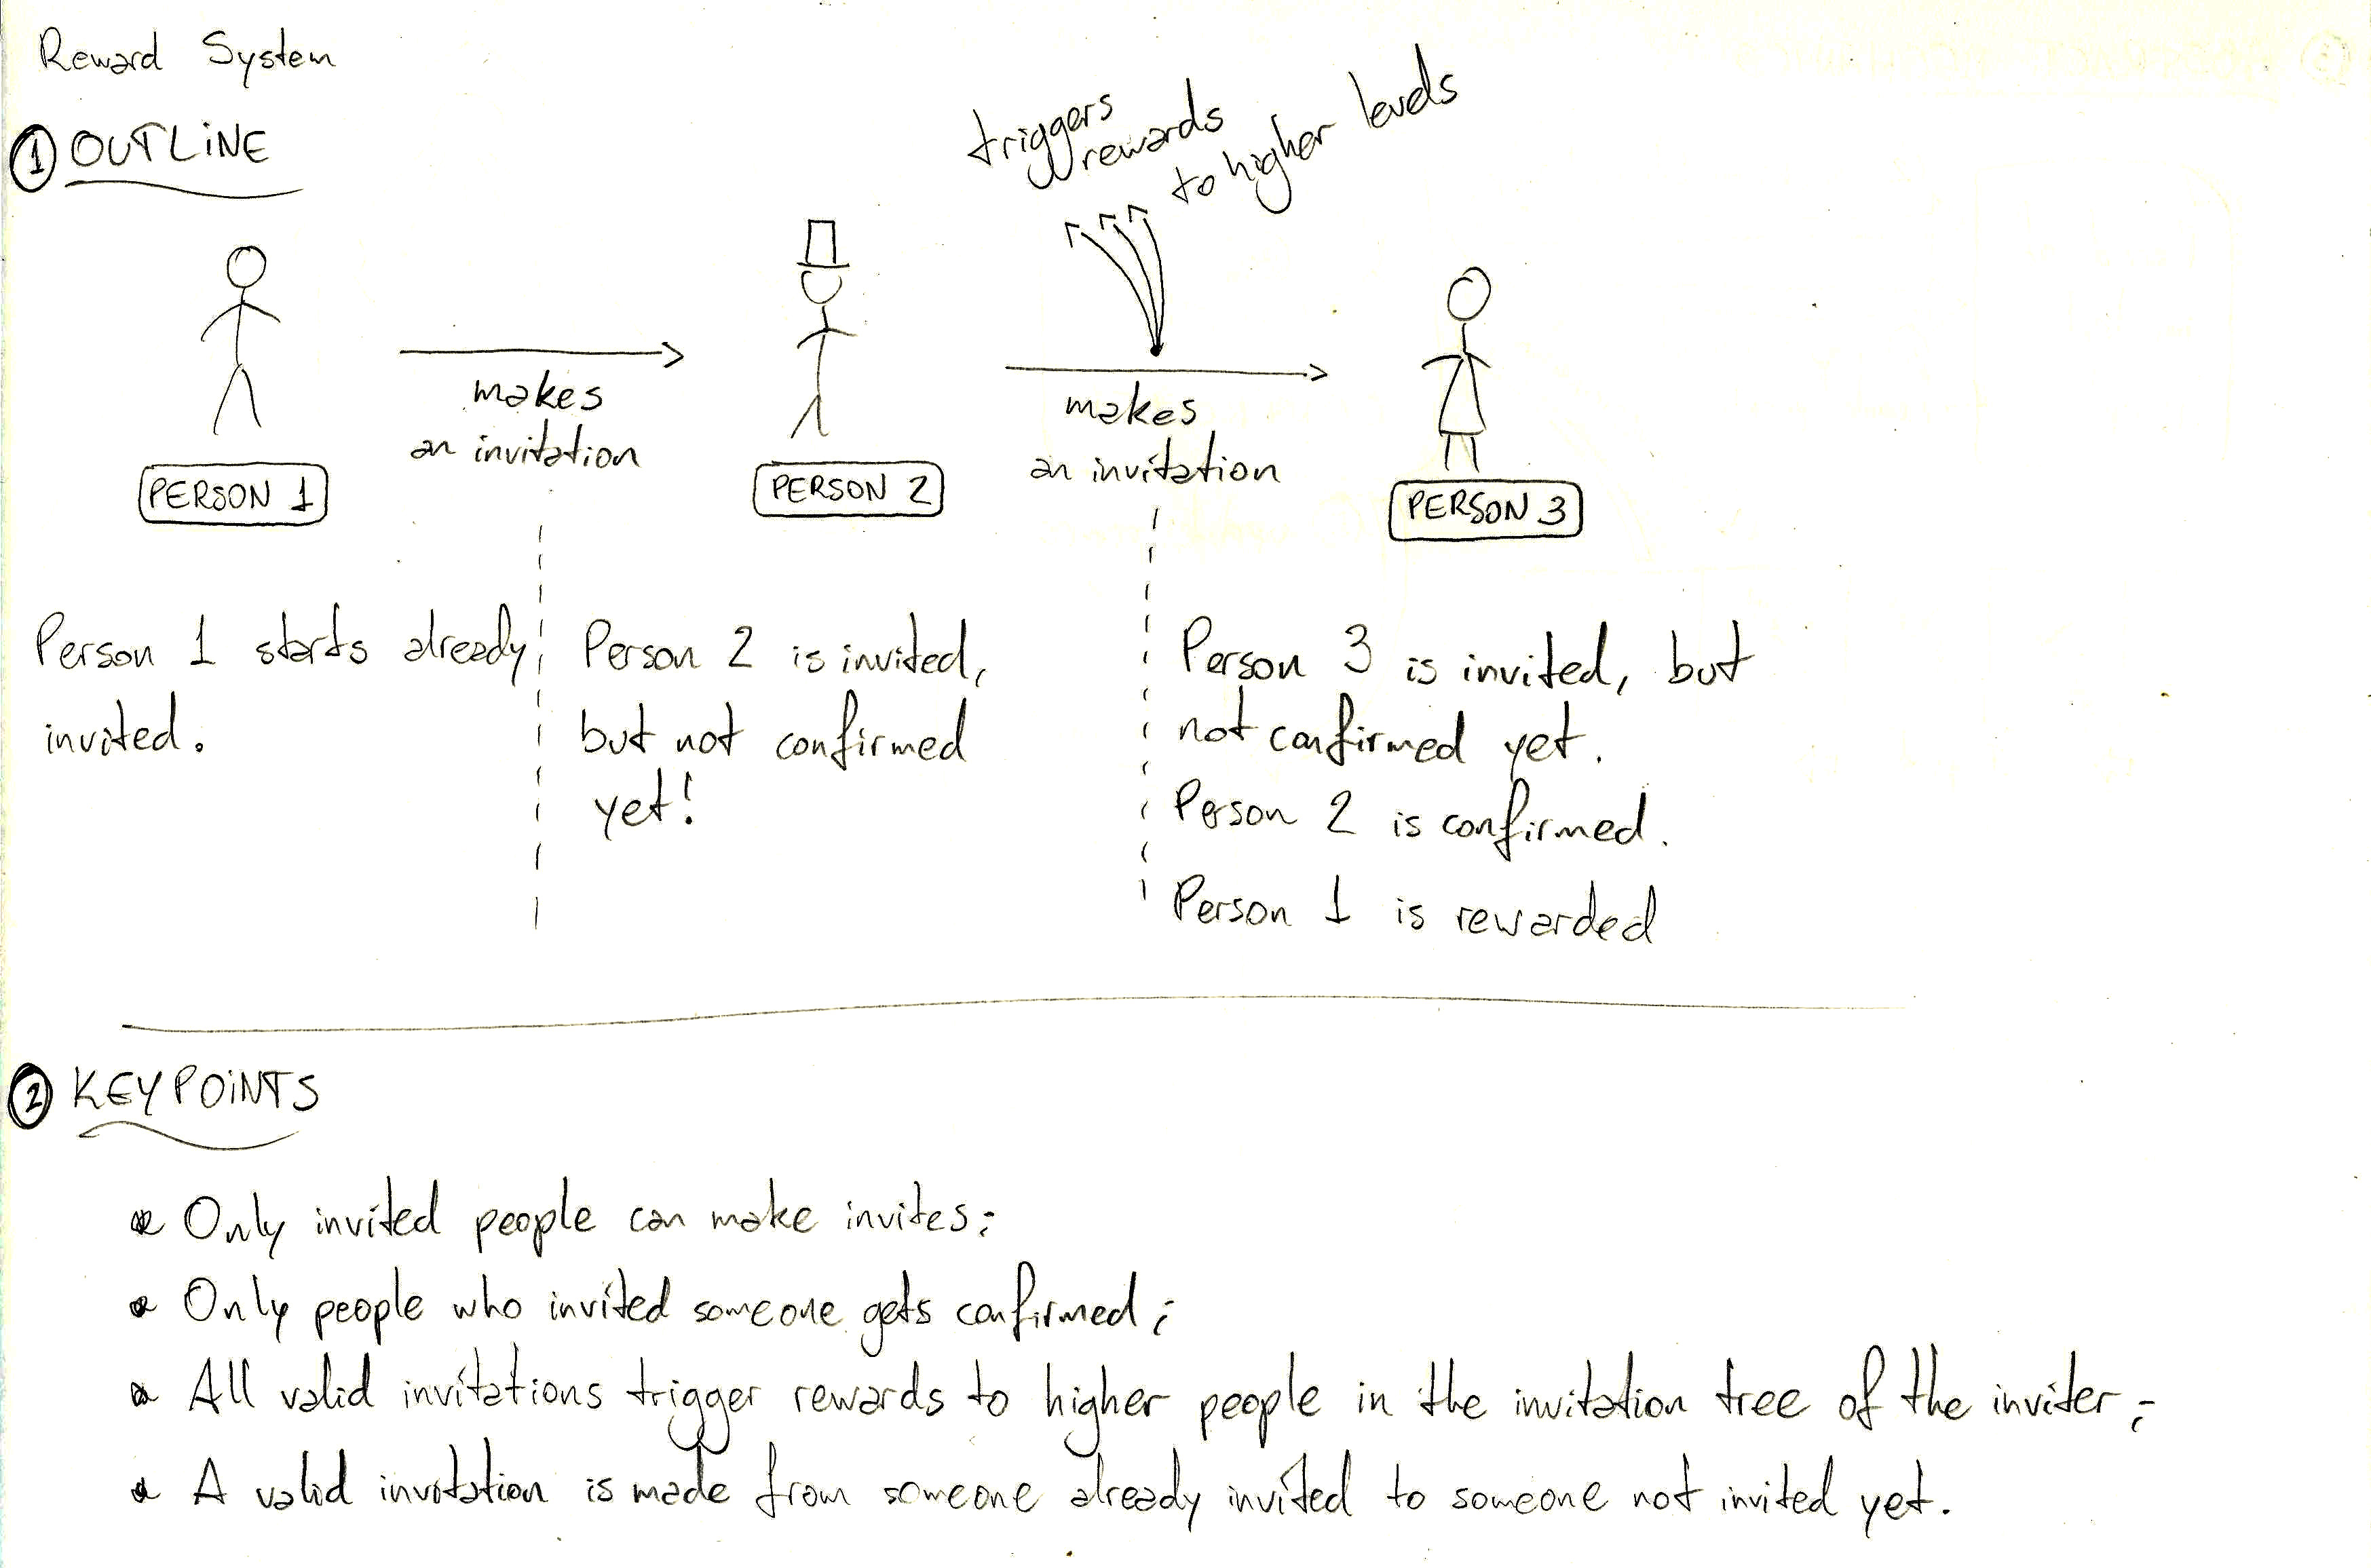 Reward System
1 OUTLINE
triggers
rewards
to higher levels
makes
an invitation
makes
an invitation
PERSON 1
PERSON 2
PERSON 3
Person 1 starts already
invited.
Person 2 is invited,
but not confirmed
yet!
Person 3 is invited, but
not confirmed yet.
Person 2 is confirmed.
Person 1 is rewarded
2 KEYPOINTS
Only invited people can make invites;
Only people who invited someone gets confirmed;
All valid invitations trigger rewards to higher people in the invitation tree of the inviter;
A valid invitation is made from someone already invited to someone not invited yet.